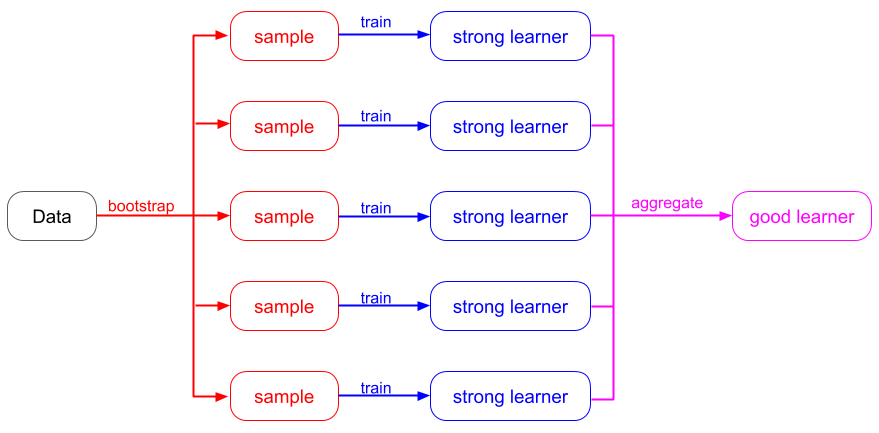 sample
train
strong learner
sample
train
strong learner
Data
bootstrap
sample
train
strong learner
aggregate
good learner
sample
train
strong learner
sample
train
strong learner